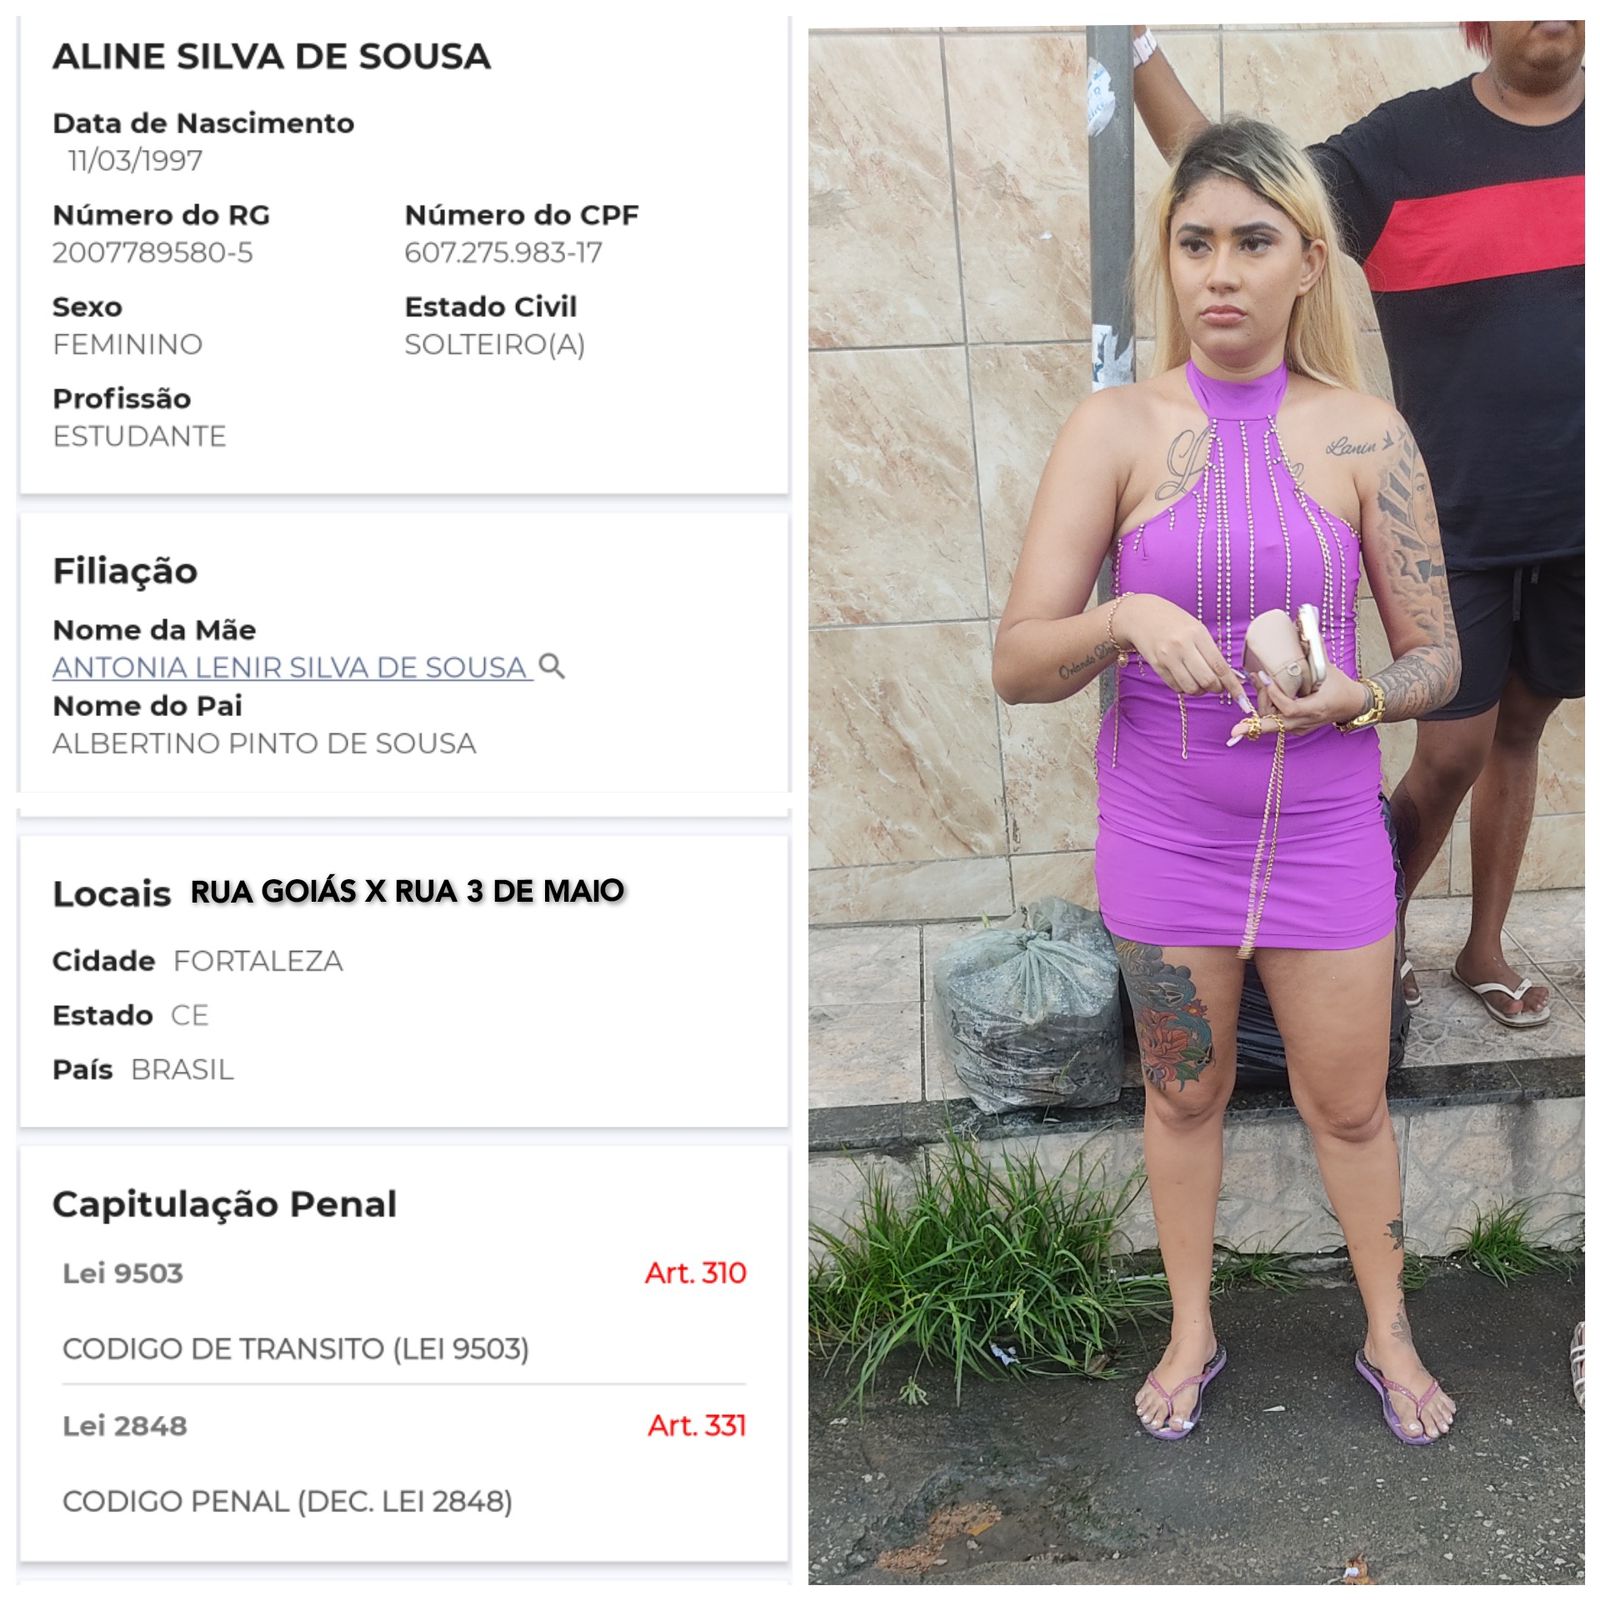 ALINE SILVA DE SOUSA
Data de Nascimento
11/03/1997
Número do RG Número do CPF
2007789580-5 607.275.983-17
Sexo Estado Civil
FEMININO SOLTEIRO(A)
Profissão
ESTUDANTE
Filiação
Nome da Mãe
ANTONIA LENIR SILVA DE SOUSA
Nome do Pai
ALBERTINO PINTO DE SOUSA
Locais RUA GOIÁS X RUA 3 DE MAIO
Cidade FORTALEZA
Estado CE
País BRASIL
Capitulação Penal
Lei 9503 Art. 310
CODIGO DE TRANSITO (LEI 9503)
Lei 2848 Art. 331
CODIGO PENAL (DEC. LEI 2848)
Lanin
Orlando